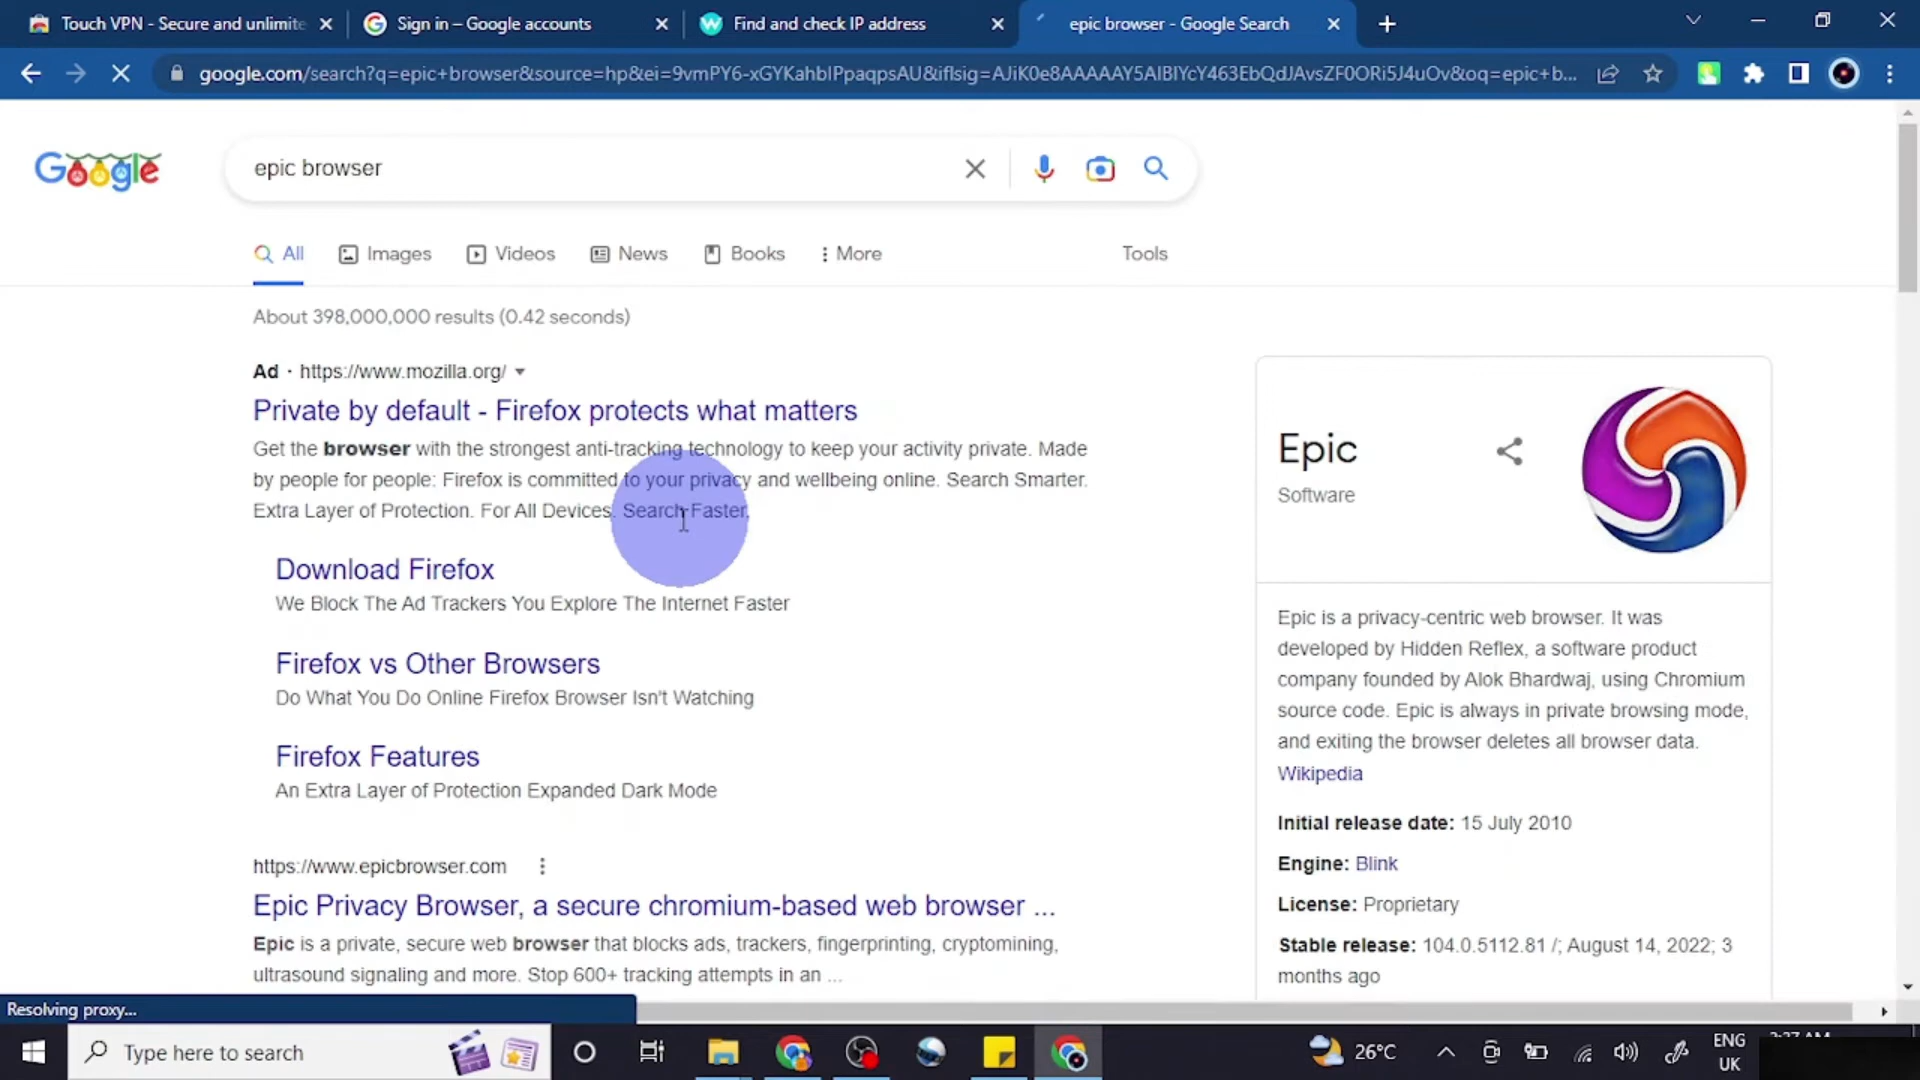 Touch VPN - Secure and unlimite
Sign in – Google accounts
Find and check IP address
epic browser - Google Search
google.com/search?q=epic+browser&source=hp&ei=9vmPY6-xGYKahbIPpaqpsAU&iflsig=AJiK0e8AAAAAY5AIBIYcY463EbQdJAvsZF0ORi5J4uOv&oq=epic+b...
Google
epic browser
All
Images
Videos
News
Books
More
Tools
About 398,000,000 results (0.42 seconds)
Ad · https://www.mozilla.org/
Private by default - Firefox protects what matters
Get the browser with the strongest anti-tracking technology to keep your activity private. Made
by people for people: Firefox is committed to your privacy and wellbeing online. Search Smarter.
Extra Layer of Protection. For All Devices. Search Faster.
Download Firefox
We Block The Ad Trackers You Explore The Internet Faster
Firefox vs Other Browsers
Do What You Do Online Firefox Browser Isn't Watching
Firefox Features
An Extra Layer of Protection Expanded Dark Mode
https://www.epicbrowser.com
Epic Privacy Browser, a secure chromium-based web browser ...
Epic is a private, secure web browser that blocks ads, trackers, fingerprinting, cryptomining,
ultrasound signaling and more. Stop 600+ tracking attempts in an ...
Epic
Software
Epic is a privacy-centric web browser. It was
developed by Hidden Reflex, a software product
company founded by Alok Bhardwaj, using Chromium
source code. Epic is always in private browsing mode,
and exiting the browser deletes all browser data.
Wikipedia
Initial release date: 15 July 2010
Engine: Blink
License: Proprietary
Stable release: 104.0.5112.81 /; August 14, 2022; 3
months ago
Resolving proxy...
Type here to search
26°C
ENG
UK